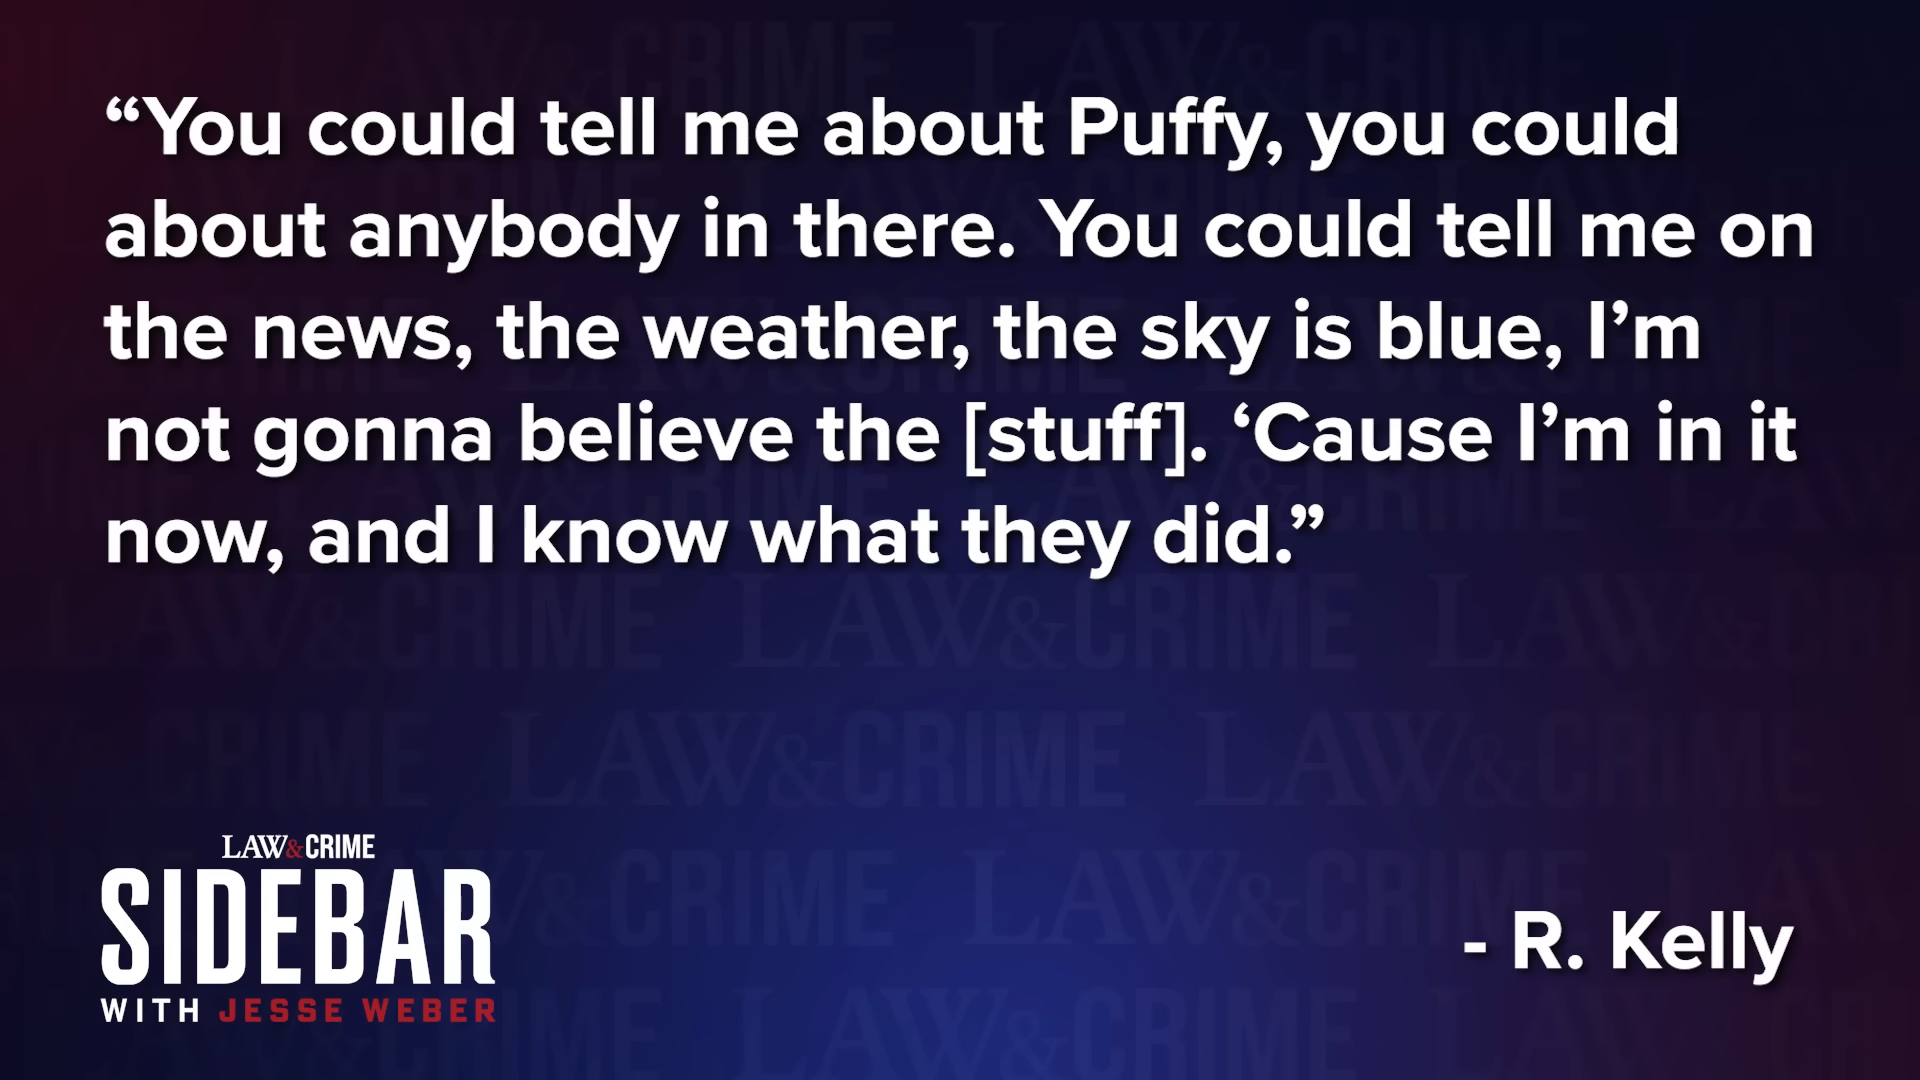 “You could tell me about Puffy, you could
about anybody in there. You could tell me on
the news, the weather, the sky is blue, I’m
not gonna believe the [stuff]. ‘Cause I’m in it
now, and I know what they did.”
LAW&CRIME
SIDEBAR
WITH JESSE WEBER
- R. Kelly